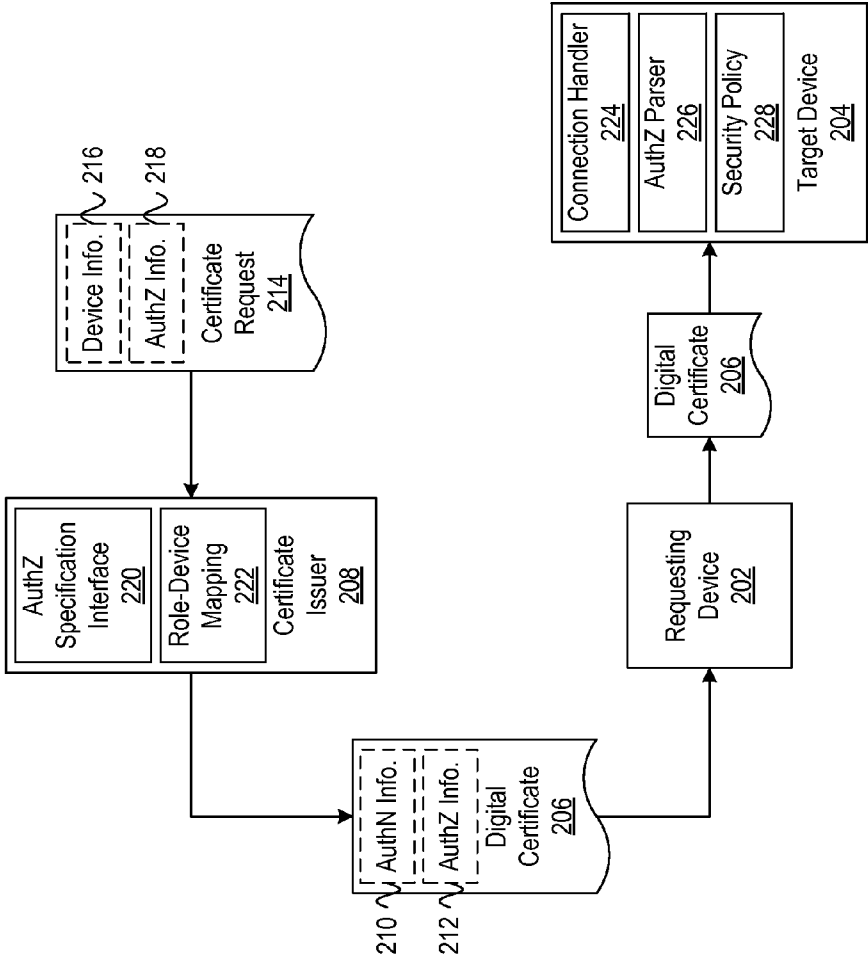 Device Info.
216
AuthZ Info.
218
Certificate
Request
214
AuthZ
Specification
Interface
220
Role-Device
Mapping
222
Certificate
Issuer
208
210
AuthN Info.
212
AuthZ Info.
Digital
Certificate
206
Requesting
Device
202
Digital
Certificate
206
Connection Handler
224
AuthZ Parser
226
Security Policy
228
Target Device
204